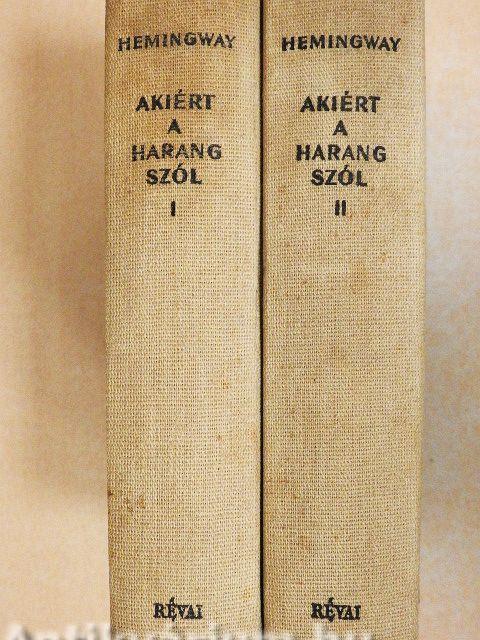 HEMINGWAY
AKIÉRT
A
HARANG
SZÓL
I
RÉVAI
HEMINGWAY
AKIÉRT
A
HARANG
SZÓL
II
RÉVAI